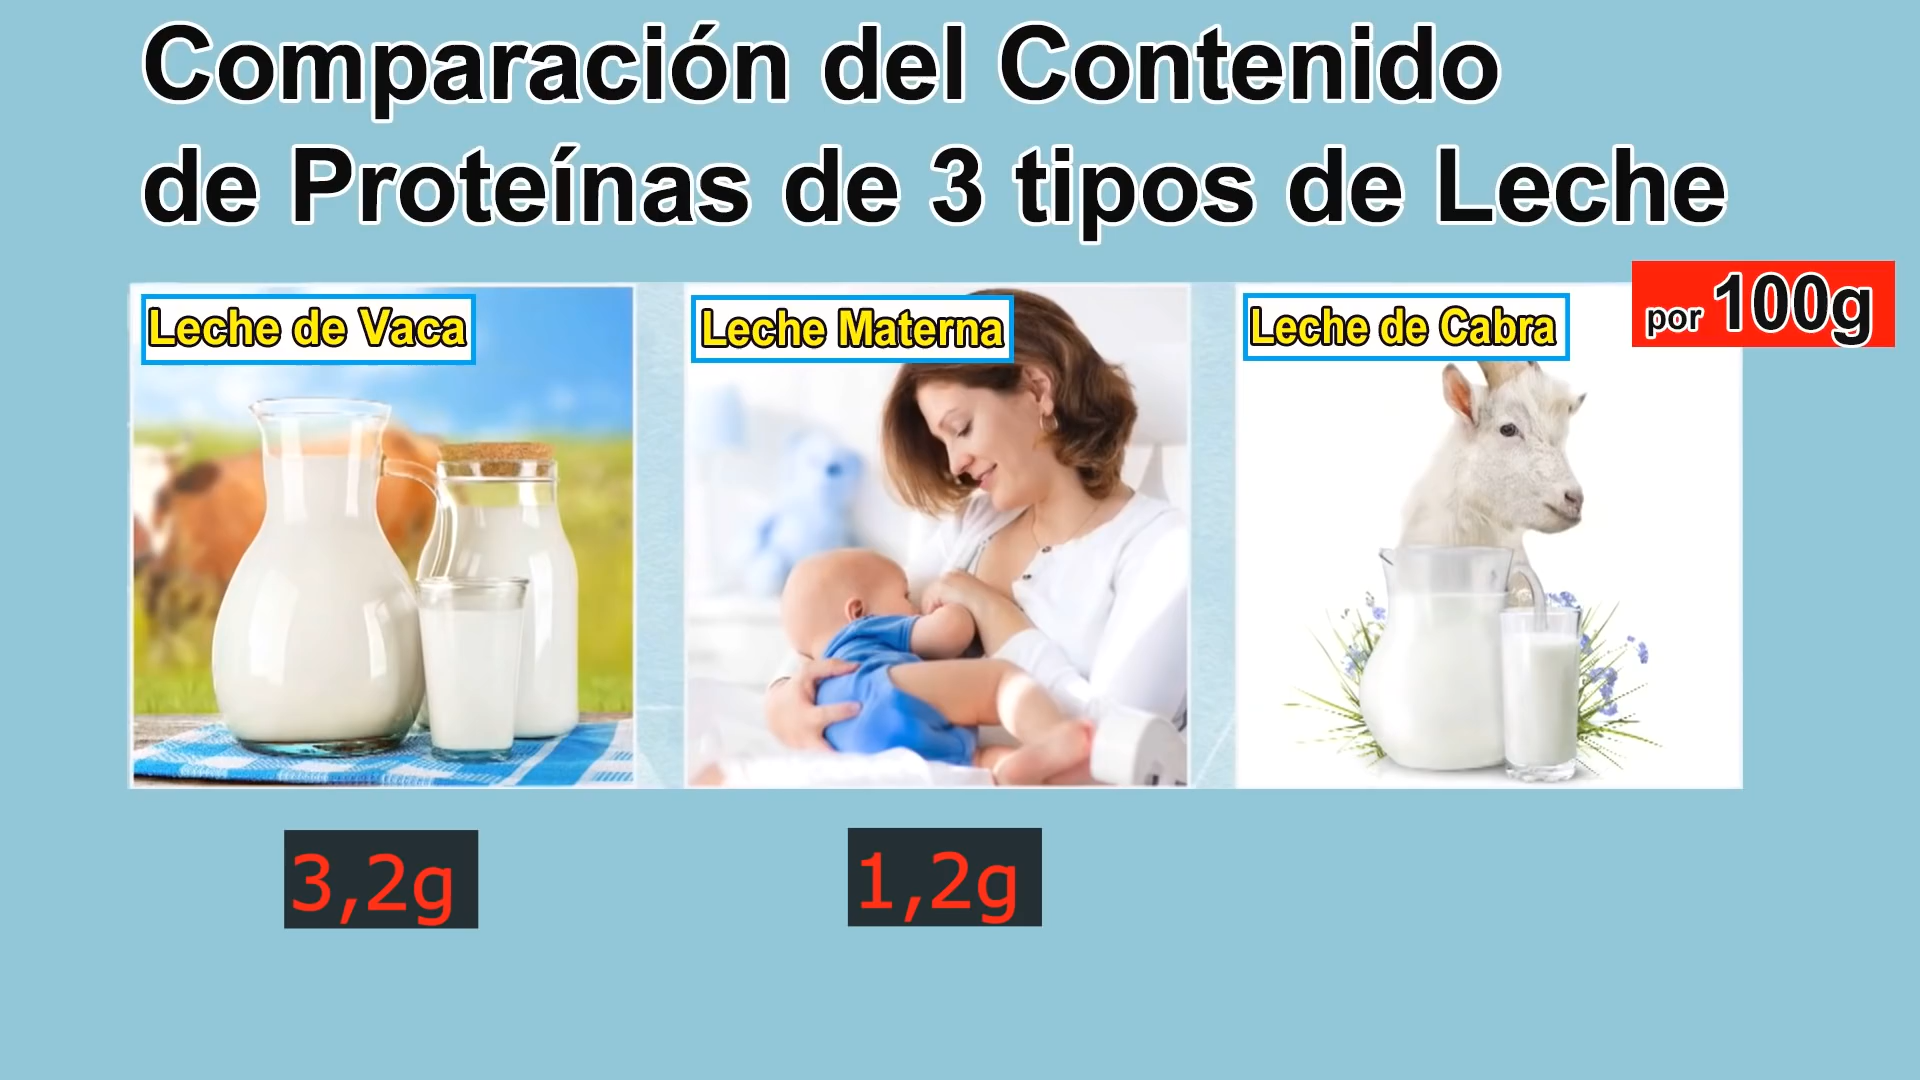 Comparación del Contenido
de Proteínas de 3 tipos de Leche
por 100g
Leche de Vaca
Leche Materna
Leche de Cabra
3,2g
1,2g